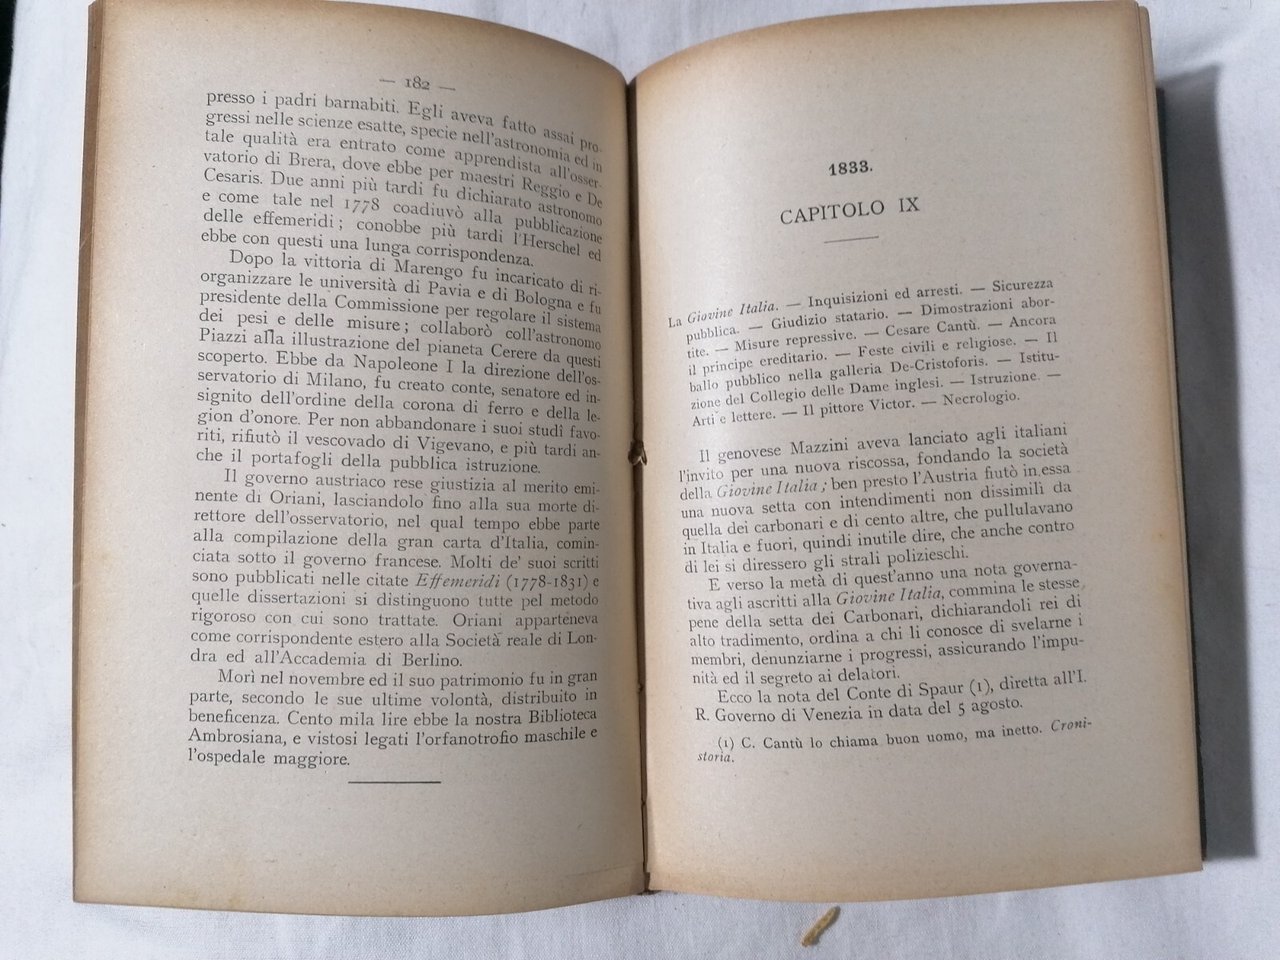 — 182 —
presso i padri barnabiti. Egli aveva fatto assai pro-
gressi nelle scienze esatte, specie nell'astronomia ed in
tale qualità era entrato come apprendista all'osser-
vatorio di Brera, dove ebbe per maestri Reggio e De
Cesaris. Due anni più tardi fu dichiarato astronomo
e come tale nel 1778 coadiuvò alla pubblicazione
delle effemeridi; conobbe più tardi l'Herschel ed
ebbe con questi una lunga corrispondenza.
Dopo la vittoria di Marengo fu incaricato di ri-
organizzare le università di Pavia e di Bologna e fu
presidente della Commissione per regolare il sistema
dei pesi e delle misure; collaborò coll'astronomo
Piazzi alla illustrazione del pianeta Cerere da questi
scoperto. Ebbe da Napoleone I la direzione dell'os-
servatorio di Milano, fu creato conte, senatore ed in-
signito dell'ordine della corona di ferro e della le-
gion d'onore. Per non abbandonare i suoi studî favo-
riti, rifiutò il vescovado di Vigevano, e più tardi an-
che il portafogli della pubblica istruzione.
Il governo austriaco rese giustizia al merito emi-
nente di Oriani, lasciandolo fino alla sua morte di-
rettore dell'osservatorio, nel qual tempo ebbe parte
alla compilazione della gran carta d'Italia, comin-
ciata sotto il governo francese. Molti de' suoi scritti
sono pubblicati nelle citate Effemeridi (1778-1831) e
quelle dissertazioni si distinguono tutte pel metodo
rigoroso con cui sono trattate. Oriani apparteneva
come corrispondente estero alla Società reale di Lon-
dra ed all'Accademia di Berlino.
Morì nel novembre ed il suo patrimonio fu in gran
parte, secondo le sue ultime volontà, distribuito in
beneficenza. Cento mila lire ebbe la nostra Biblioteca
Ambrosiana, e vistosi legati l'orfanotrofio maschile e
l'ospedale maggiore.
1833.
CAPITOLO IX
La Giovine Italia. — Inquisizioni ed arresti. — Sicurezza
pubblica. — Giudizio statario. — Dimostrazioni abor-
tite. — Misure repressive. — Cesare Cantù. — Ancora
il principe ereditario. — Feste civili e religiose. — Il
ballo pubblico nella galleria De-Cristoforis. — Istitu-
zione del Collegio delle Dame inglesi. — Istruzione. —
Arti e lettere. — Il pittore Victor. — Necrologio.
Il genovese Mazzini aveva lanciato agli italiani
l'invito per una nuova riscossa, fondando la società
della Giovine Italia; ben presto l'Austria fiutò in essa
una nuova setta con intendimenti non dissimili da
quella dei carbonari e di cento altre, che pullulavano
in Italia e fuori, quindi inutile dire, che anche contro
di lei si diressero gli strali polizieschi.
E verso la metà di quest'anno una nota governa-
tiva agli ascritti alla Giovine Italia, commina le stesse
pene della setta dei Carbonari, dichiarandoli rei di
alto tradimento, ordina a chi li conosce di svelarne i
membri, denunziarne i progressi, assicurando l'impu-
nità ed il segreto ai delatori.
Ecco la nota del Conte di Spaur (1), diretta all'I.
R. Governo di Venezia in data del 5 agosto.
(1) C. Cantù lo chiama buon uomo, ma inetto. Croni-
storia.